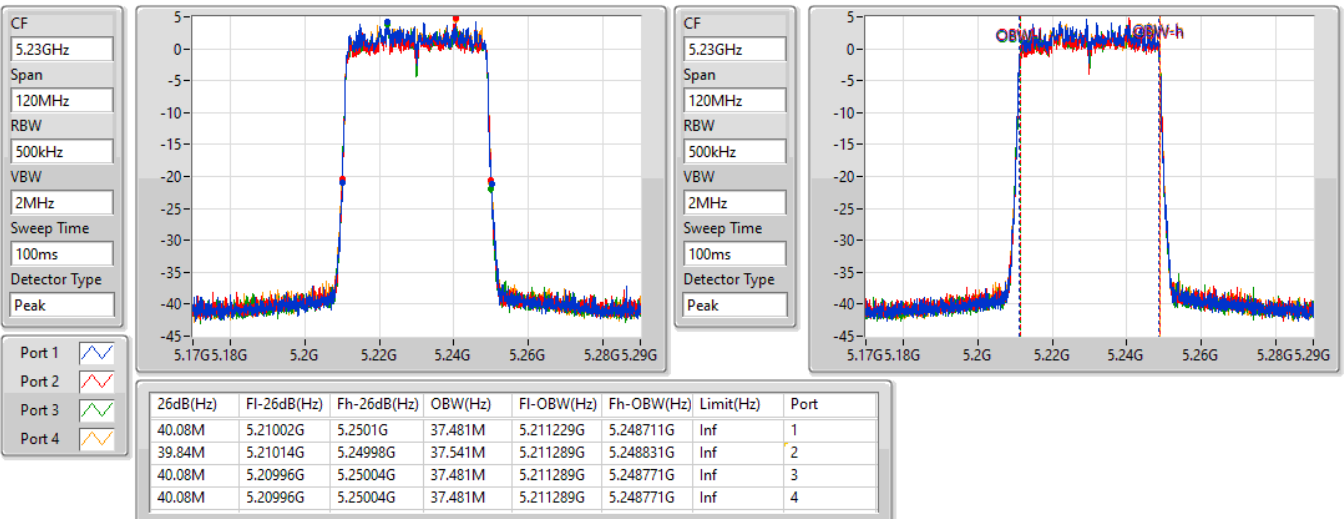 CF
5.23GHz
Span
120MHz
RBW
500kHz
VBW
2MHz
Sweep Time
100ms
Detector Type
Peak
5
0
-5
-10
-15
-20
-25
-30
-35
-40
-45
5.17G 5.18G 5.2G 5.22G 5.24G 5.26G 5.28G 5.29G
CF
5.23GHz
Span
120MHz
RBW
500kHz
VBW
2MHz
Sweep Time
100ms
Detector Type
Peak
5
0
-5
-10
-15
-20
-25
-30
-35
-40
-45
OBW-h
5.17G 5.18G 5.2G 5.22G 5.24G 5.26G 5.28G 5.29G
Port 1
Port 2
Port 3
Port 4
26dB(Hz) Fl-26dB(Hz) Fh-26dB(Hz) OBW(Hz) Fl-OBW(Hz) Fh-OBW(Hz) Limit(Hz) Port
40.08M 5.21002G 5.2501G 37.481M 5.211229G 5.248711G Inf 1
39.84M 5.21014G 5.24998G 37.541M 5.211289G 5.248831G Inf 2
40.08M 5.20996G 5.25004G 37.481M 5.211289G 5.248771G Inf 3
40.08M 5.20996G 5.25004G 37.481M 5.211289G 5.248771G Inf 4